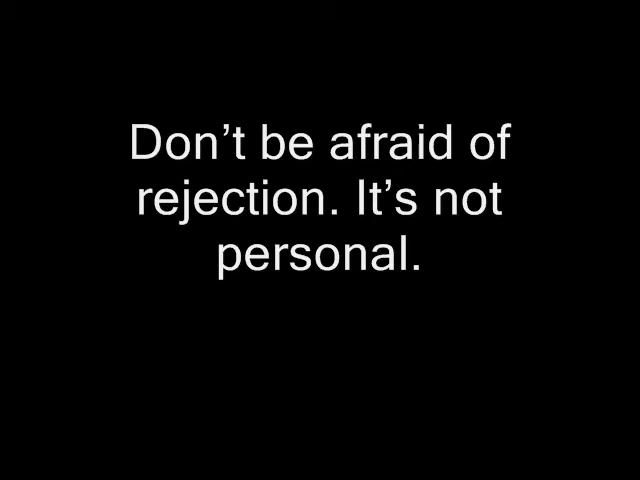 Don’t be afraid of
rejection. It’s not
personal.